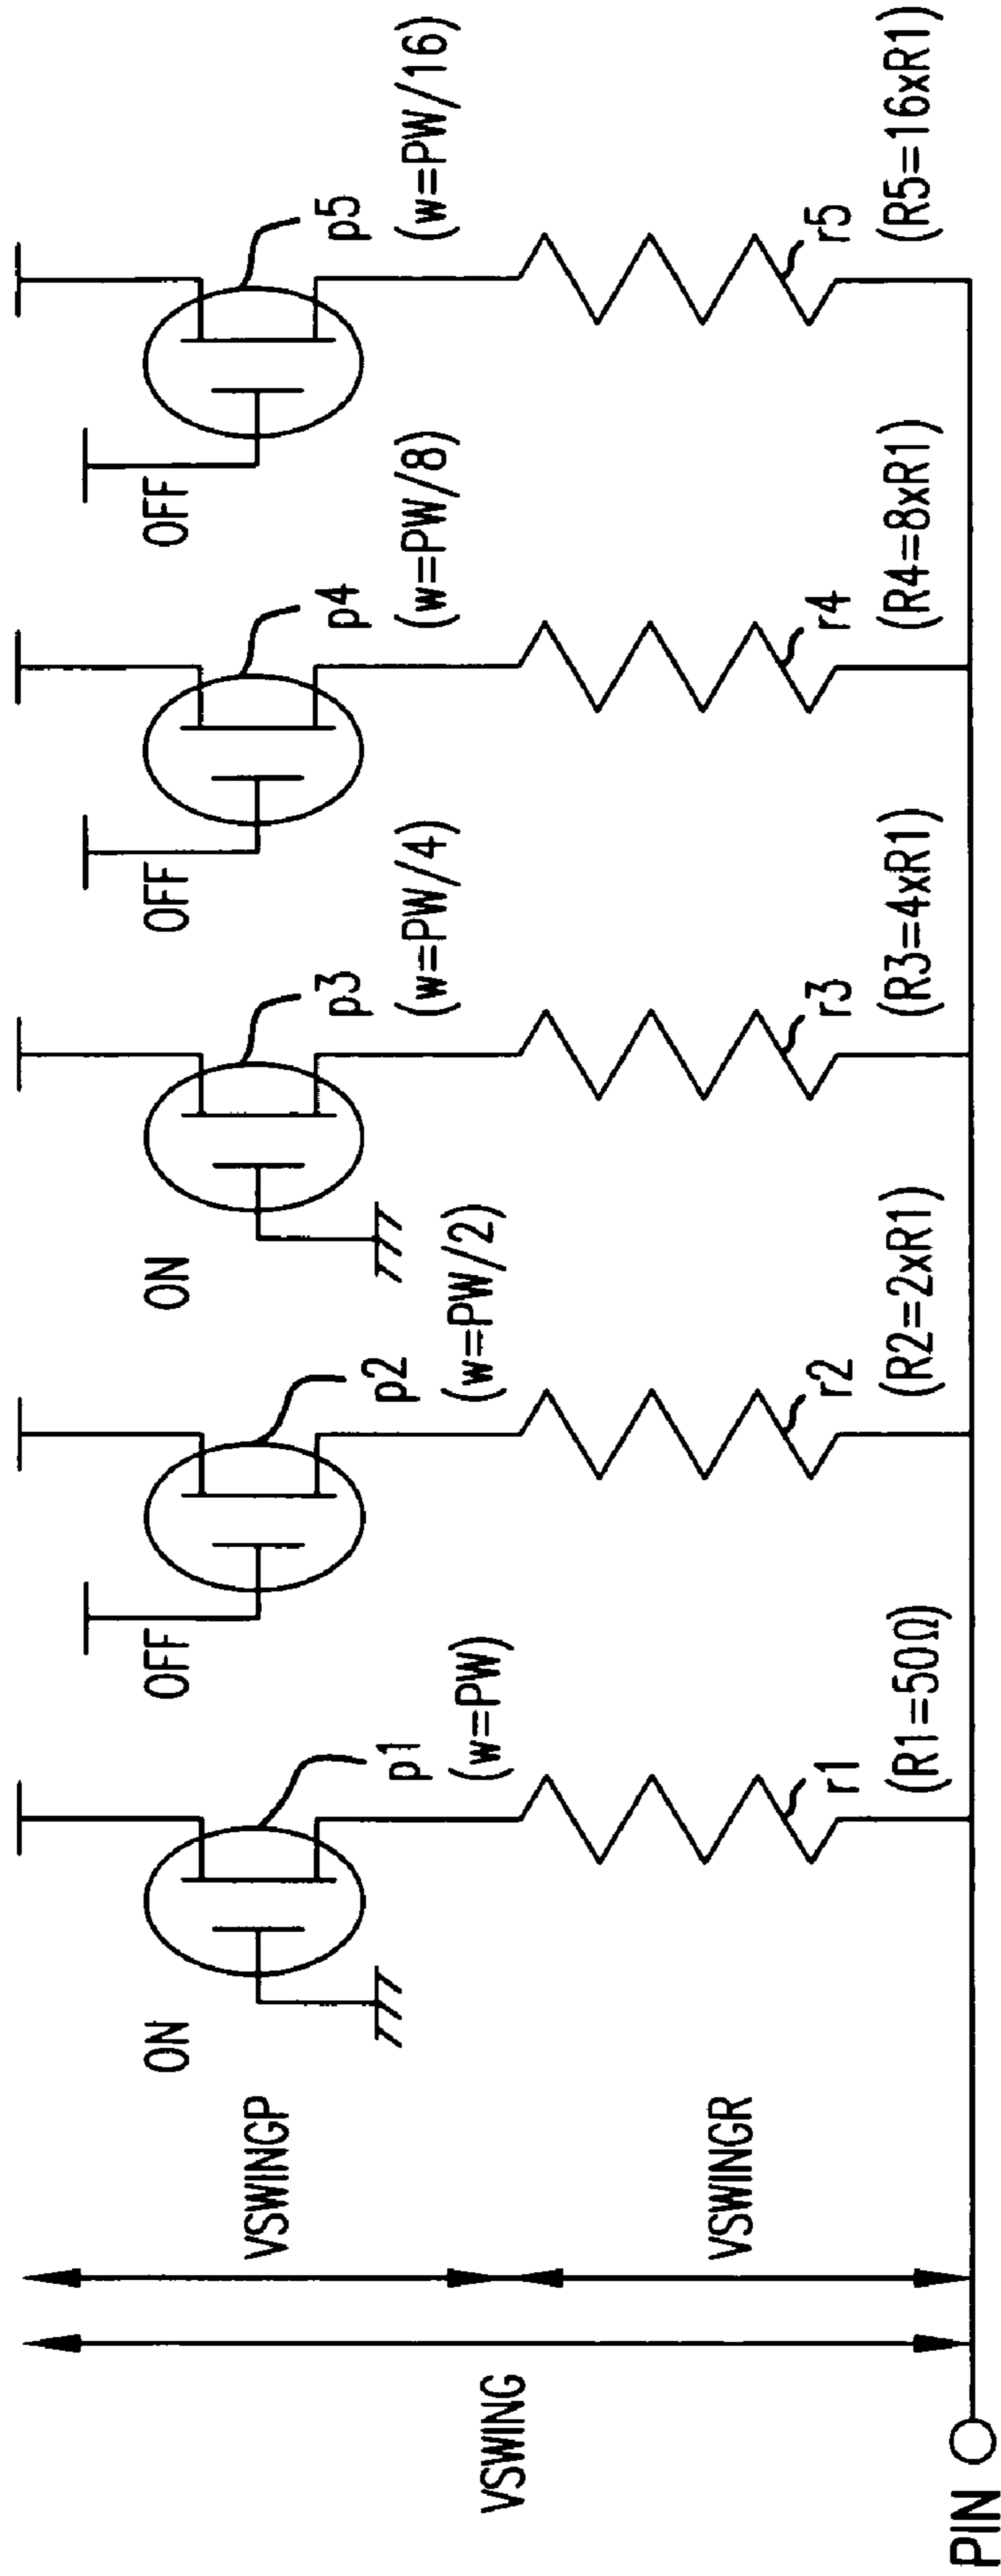 VSWING
VSWINGP
VSWINGR
PIN
ON
p1
(w=PW)
r1
(R1=50Ω)
OFF
p2
(w=PW/2)
r2
(R2=2xR1)
ON
p3
(w=PW/4)
r3
(R3=4xR1)
OFF
p4
(w=PW/8)
r4
(R4=8xR1)
OFF
p5
(w=PW/16)
r5
(R5=16xR1)